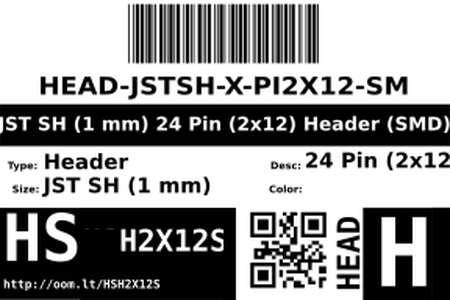 HEAD-JSTSH-X-PI2X12-SM
JST SH (1 mm) 24 Pin (2x12) Header (SMD)
Type: Header
Desc: 24 Pin (2x12
Size: JST SH (1 mm)
Color:
HS
H2X12S
HEAD
H
http://oom.lt/HSH2X12S